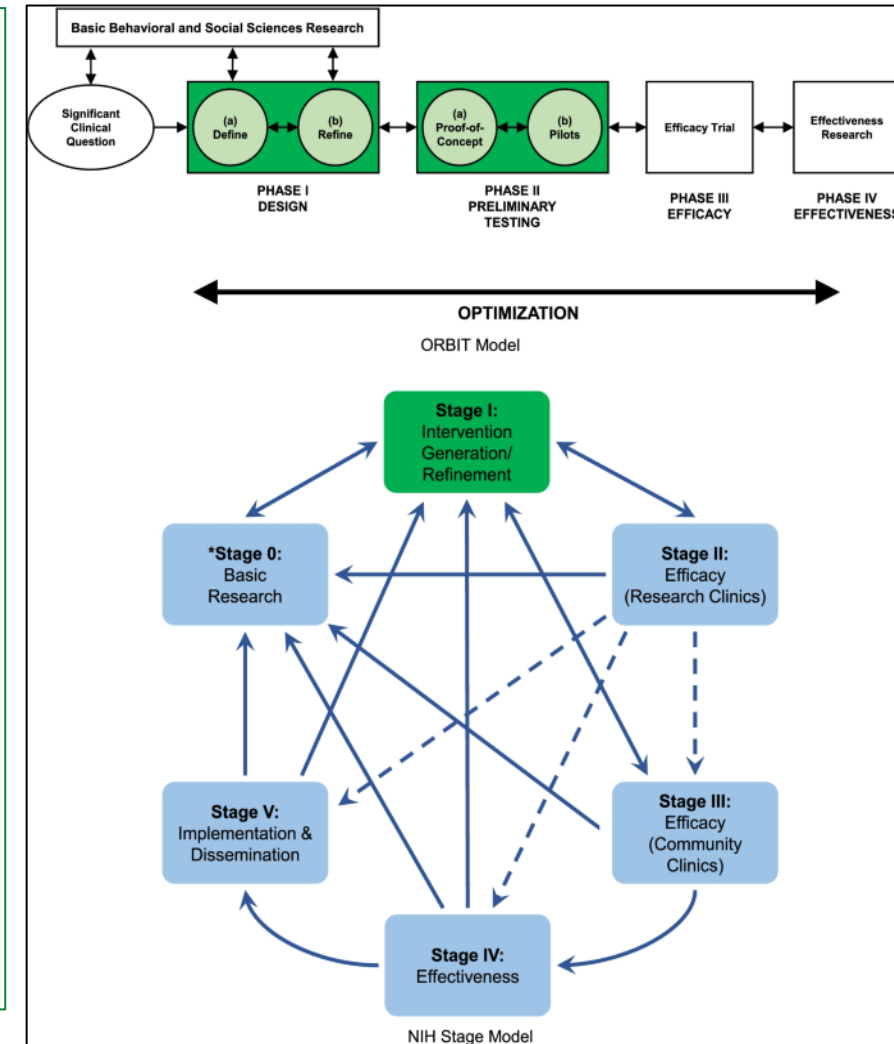 Basic Behavioral and Social Sciences Research
Significant
Clinical
Question
(a)
Define
(b)
Refine
(a)
Proof-of-
Concept
(b)
Pilots
Efficacy Trial
Effectiveness
Research
PHASE I
DESIGN
PHASE II
PRELIMINARY
TESTING
PHASE III
EFFICACY
PHASE IV
EFFECTIVENESS
OPTIMIZATION
ORBIT Model
Stage I:
Intervention
Generation/
Refinement
*Stage 0:
Basic
Research
Stage II:
Efficacy
(Research Clinics)
Stage V:
Implementation &
Dissemination
Stage III:
Efficacy
(Community
Clinics)
Stage IV:
Effectiveness
NIH Stage Model